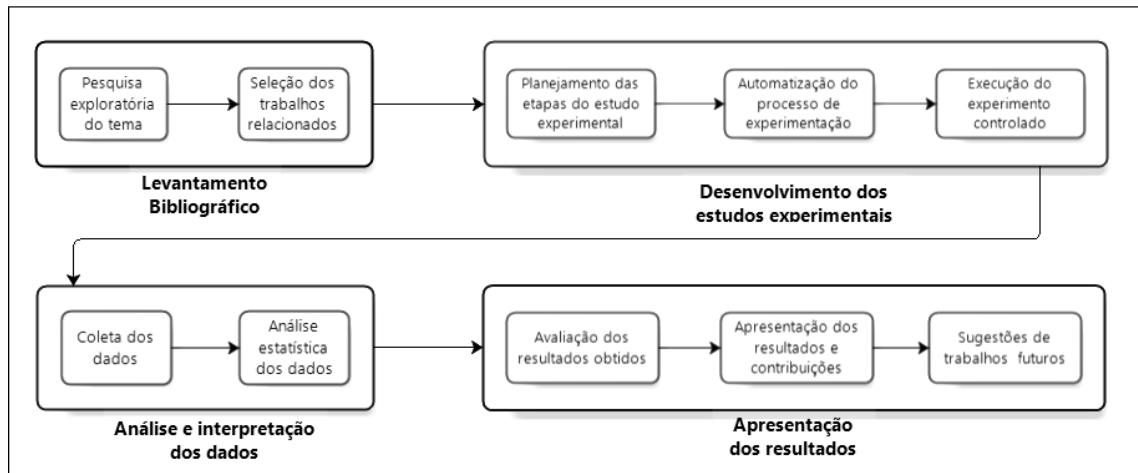 Pesquisa
exploratória
do tema
Seleção dos
trabalhos
relacionados
Levantamento
Bibliográfico
Planejamento das
etapas do estudo
experimental
Automatização do
processo de
experimentação
Execução do
experimento
controlado
Desenvolvimento dos
estudos experimentais
Coleta dos
dados
Análise
estatística
dos dados
Análise e interpretação
dos dados
Avaliação dos
resultados obtidos
Apresentação dos
resultados e
contribuições
Sugestões de
trabalhos futuros
Apresentação
dos resultados